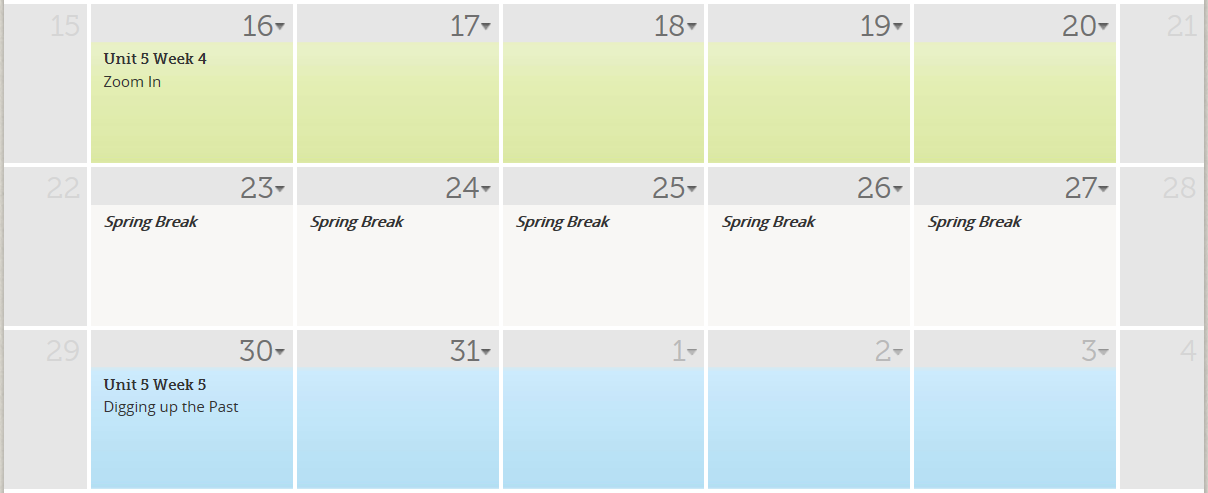 15 16 17 18 19 20 21
Unit 5 Week 4
Zoom In
22 23 24 25 26 27 28
Spring Break Spring Break Spring Break Spring Break Spring Break
29 30 31 1 2 3 4
Unit 5 Week 5
Digging up the Past